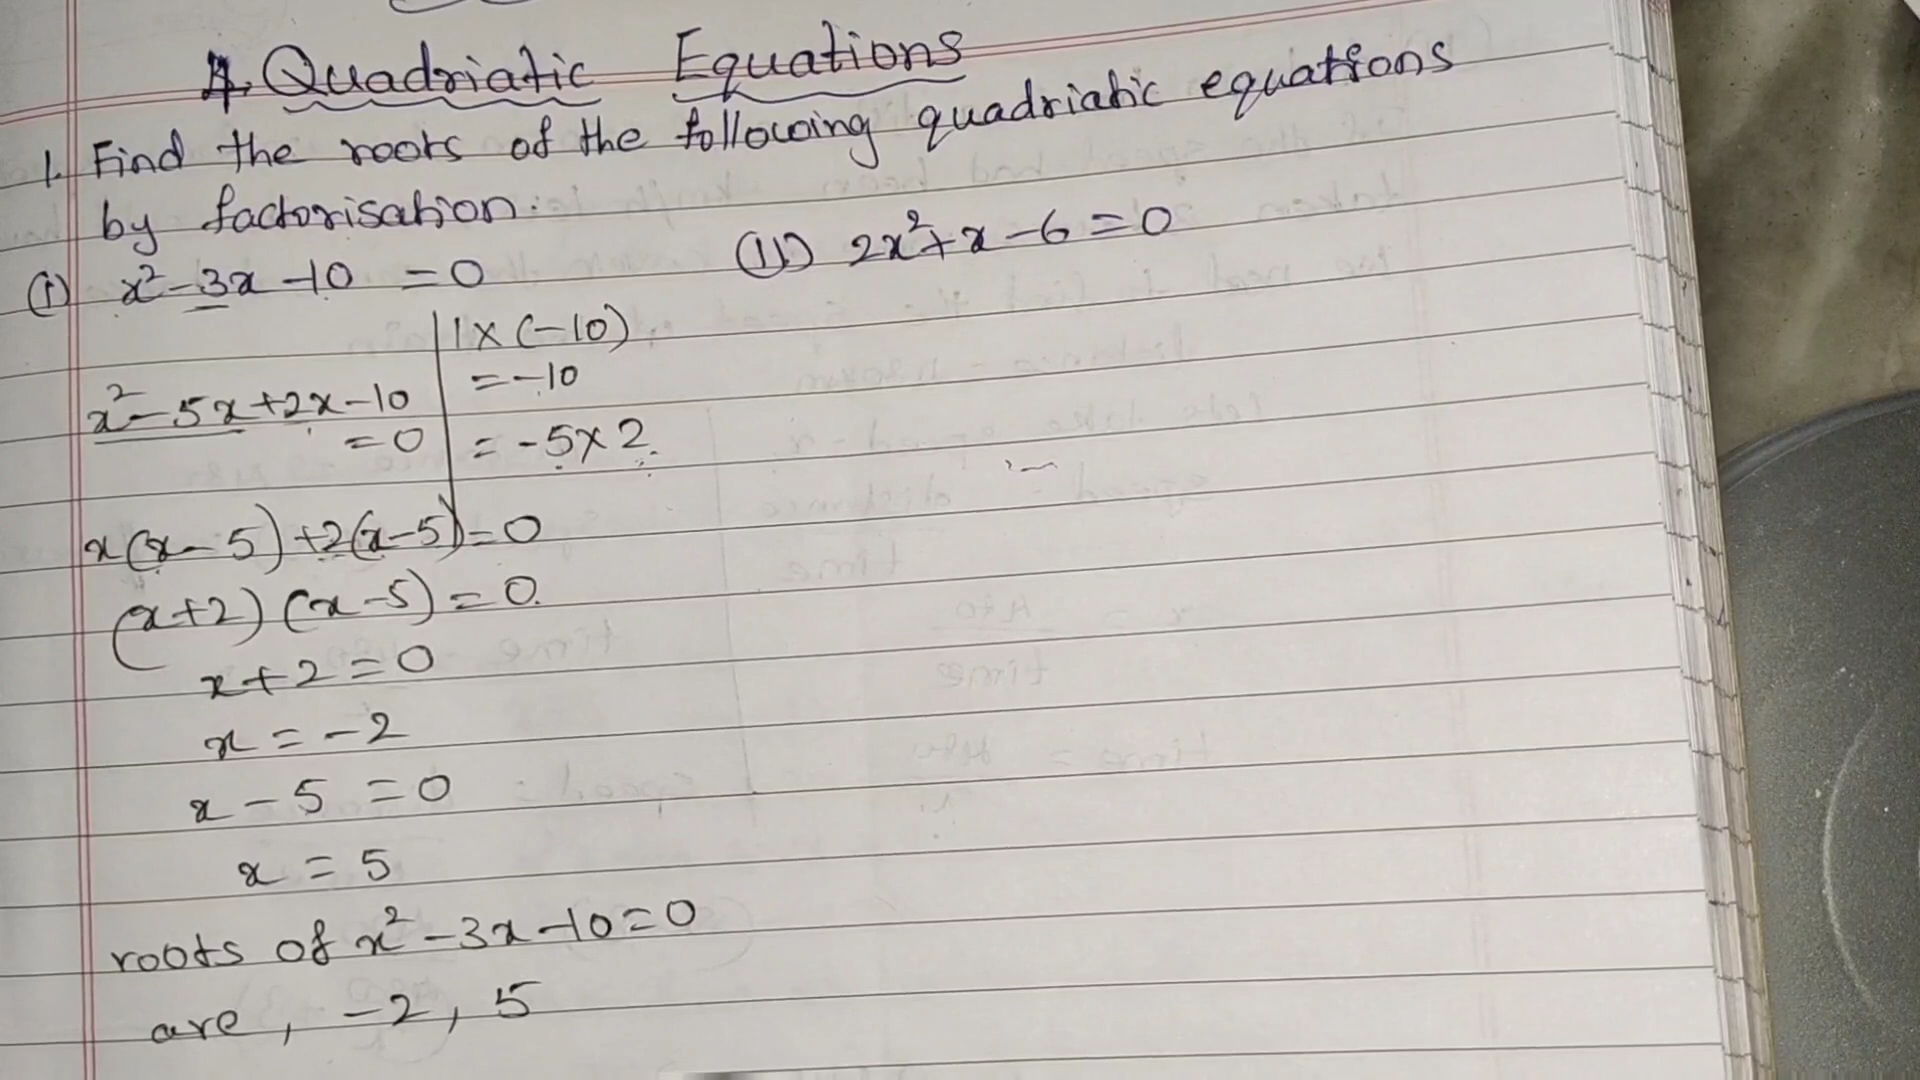 4. Quadriatic Equations
1. Find the roots of the following quadriatic equations
by factorisation.
(i) x² - 3x - 10 = 0
(ii) 2x² + x - 6 = 0
1 x (-10)
= -10
= -5 x 2
x² - 5x + 2x - 10
= 0
x(x - 5) + 2(x - 5) = 0
(x + 2) (x - 5) = 0.
x + 2 = 0
x = -2
x - 5 = 0
x = 5
roots of x² - 3x - 10 = 0
are, -2, 5